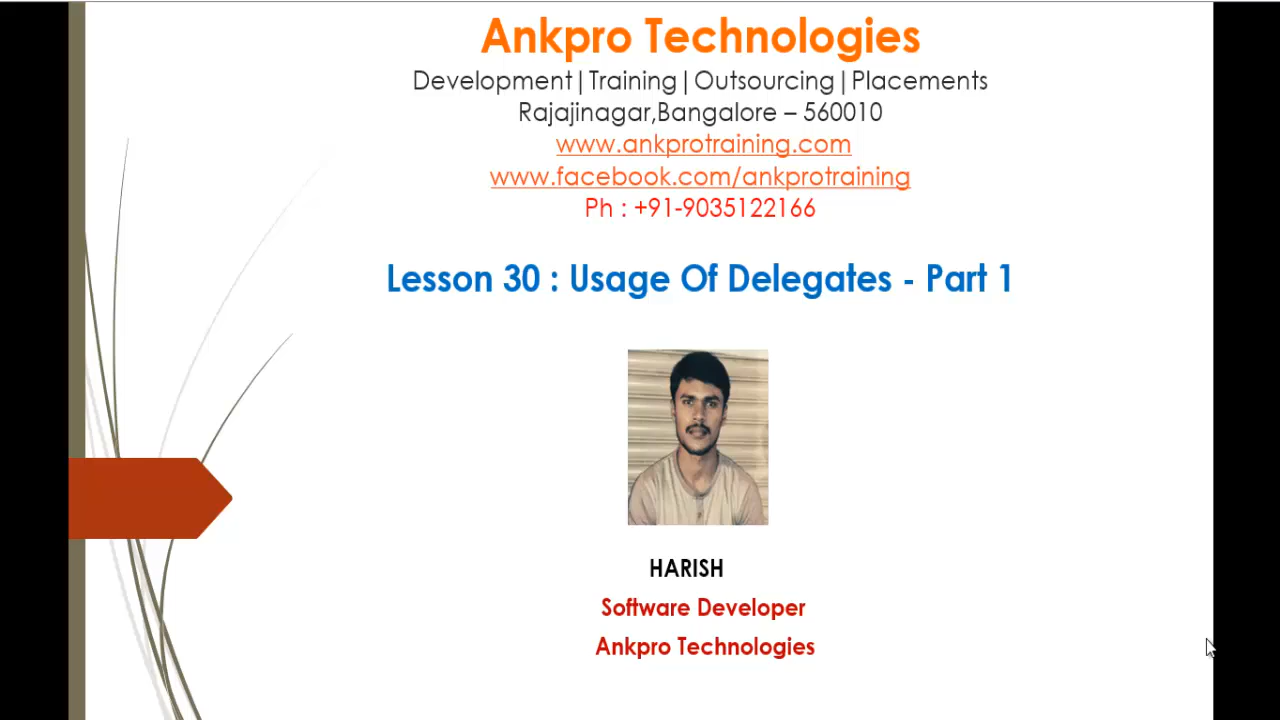 Ankpro Technologies
Development|Training|Outsourcing|Placements
Rajajinagar,Bangalore – 560010
www.ankprotraining.com
www.facebook.com/ankprotraining
Ph : +91-9035122166
Lesson 30 : Usage Of Delegates - Part 1
HARISH
Software Developer
Ankpro Technologies